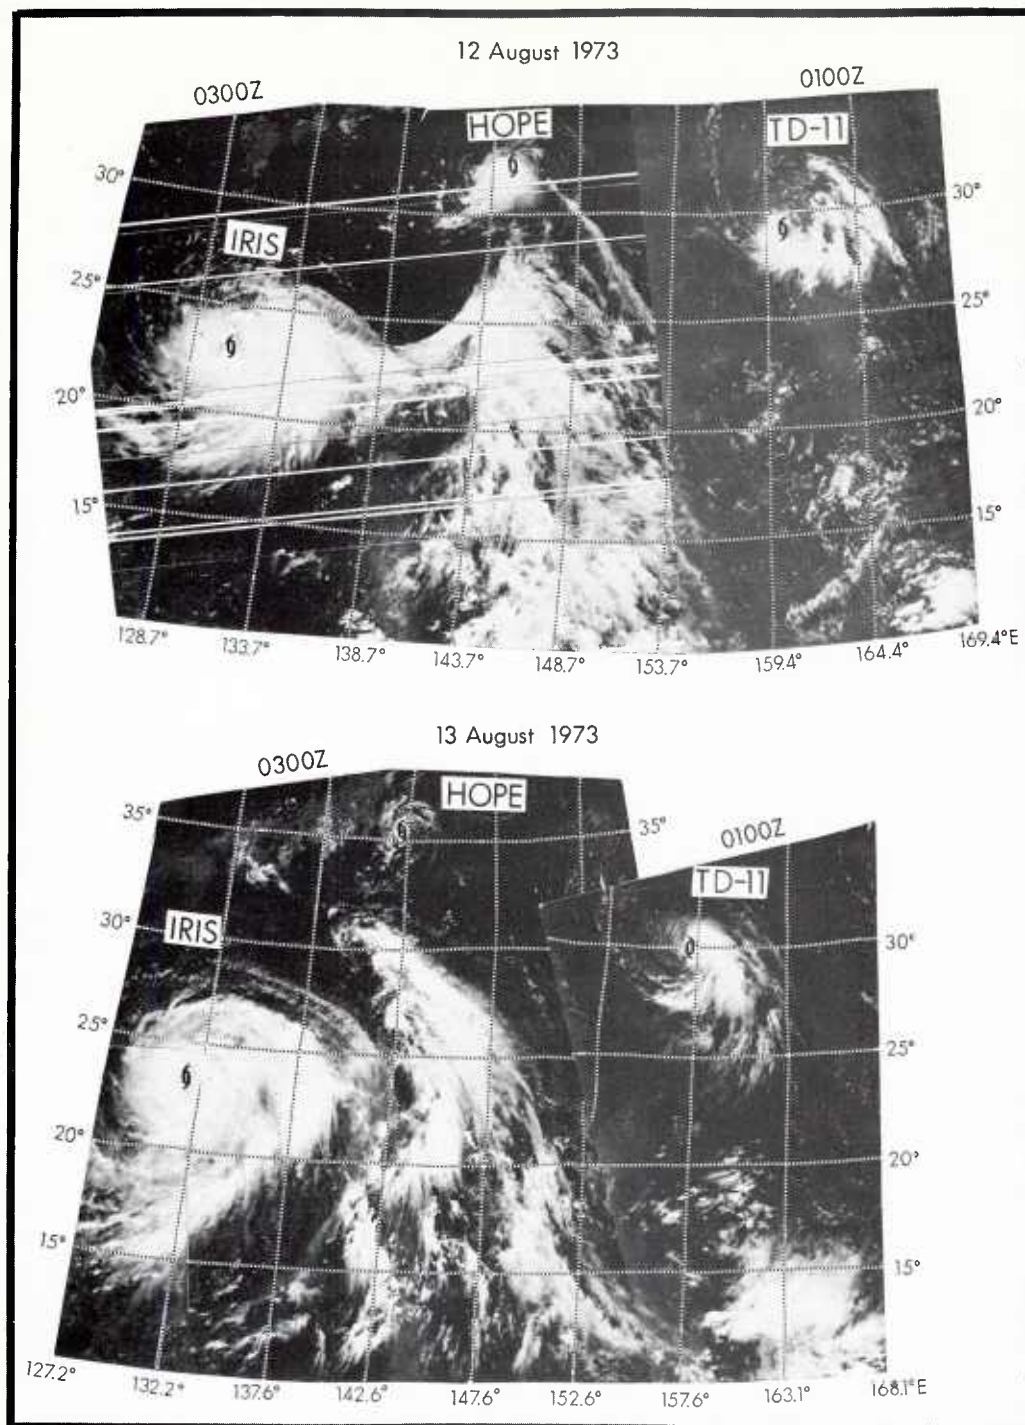 12 August 1973
0300Z
0100Z
HOPE
TD-11
30°
30°
IRIS
25°
25°
20°
20°
15°
15°
128.7°
133.7°
138.7°
143.7°
148.7°
153.7°
159.4°
164.4°
169.4°E
13 August 1973
0300Z
HOPE
35°
35°
0100Z
TD-11
30°
IRIS
30°
25°
25°
20°
20°
15°
15°
127.2°
132.2°
137.6°
142.6°
147.6°
152.6°
157.6°
163.1°
168.1°E